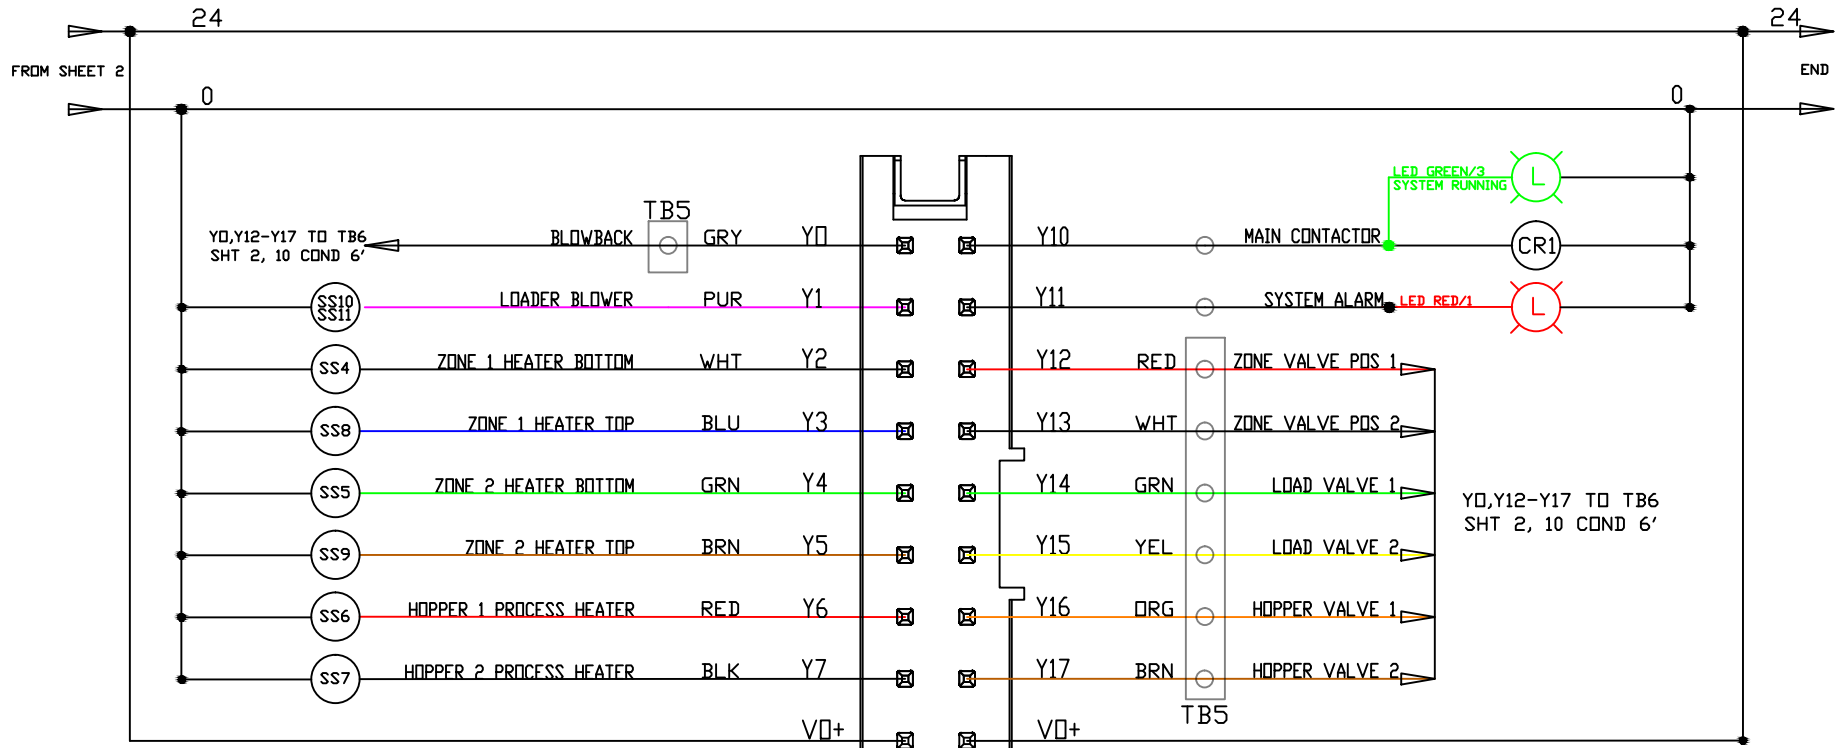 24
24
FROM SHEET 2
END
0
0
LED GREEN/3
SYSTEM RUNNING
L
TB5
Y0,Y12-Y17 TO TB6
SHT 2, 10 COND 6'
BLOWBACK GRY Y0
Y10 MAIN CONTACTOR CR1
SS10
SS11
LOADER BLOWER PUR Y1
Y11 SYSTEM ALARM LED RED/1 L
SS4 ZONE 1 HEATER BOTTOM WHT Y2
Y12 RED ZONE VALVE POS 1
SS8 ZONE 1 HEATER TOP BLU Y3
Y13 WHT ZONE VALVE POS 2
SS5 ZONE 2 HEATER BOTTOM GRN Y4
Y14 GRN LOAD VALVE 1
Y0,Y12-Y17 TO TB6
SHT 2, 10 COND 6'
SS9 ZONE 2 HEATER TOP BRN Y5
Y15 YEL LOAD VALVE 2
SS6 HOPPER 1 PROCESS HEATER RED Y6
Y16 ORG HOPPER VALVE 1
SS7 HOPPER 2 PROCESS HEATER BLK Y7
Y17 BRN HOPPER VALVE 2
TB5
V0+
V0+